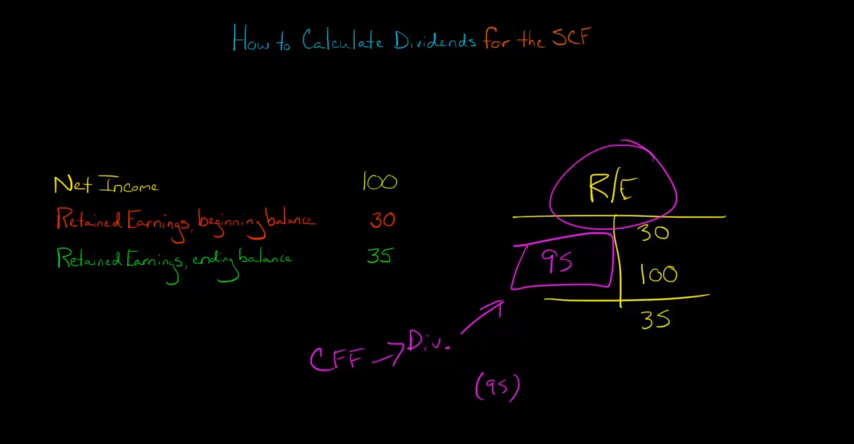 How to Calculate Dividends for the SCF
Net Income 100
Retained Earnings, beginning balance 30
Retained Earnings, ending balance 35
R/E
30
95
100
35
CFF → Div.
(95)